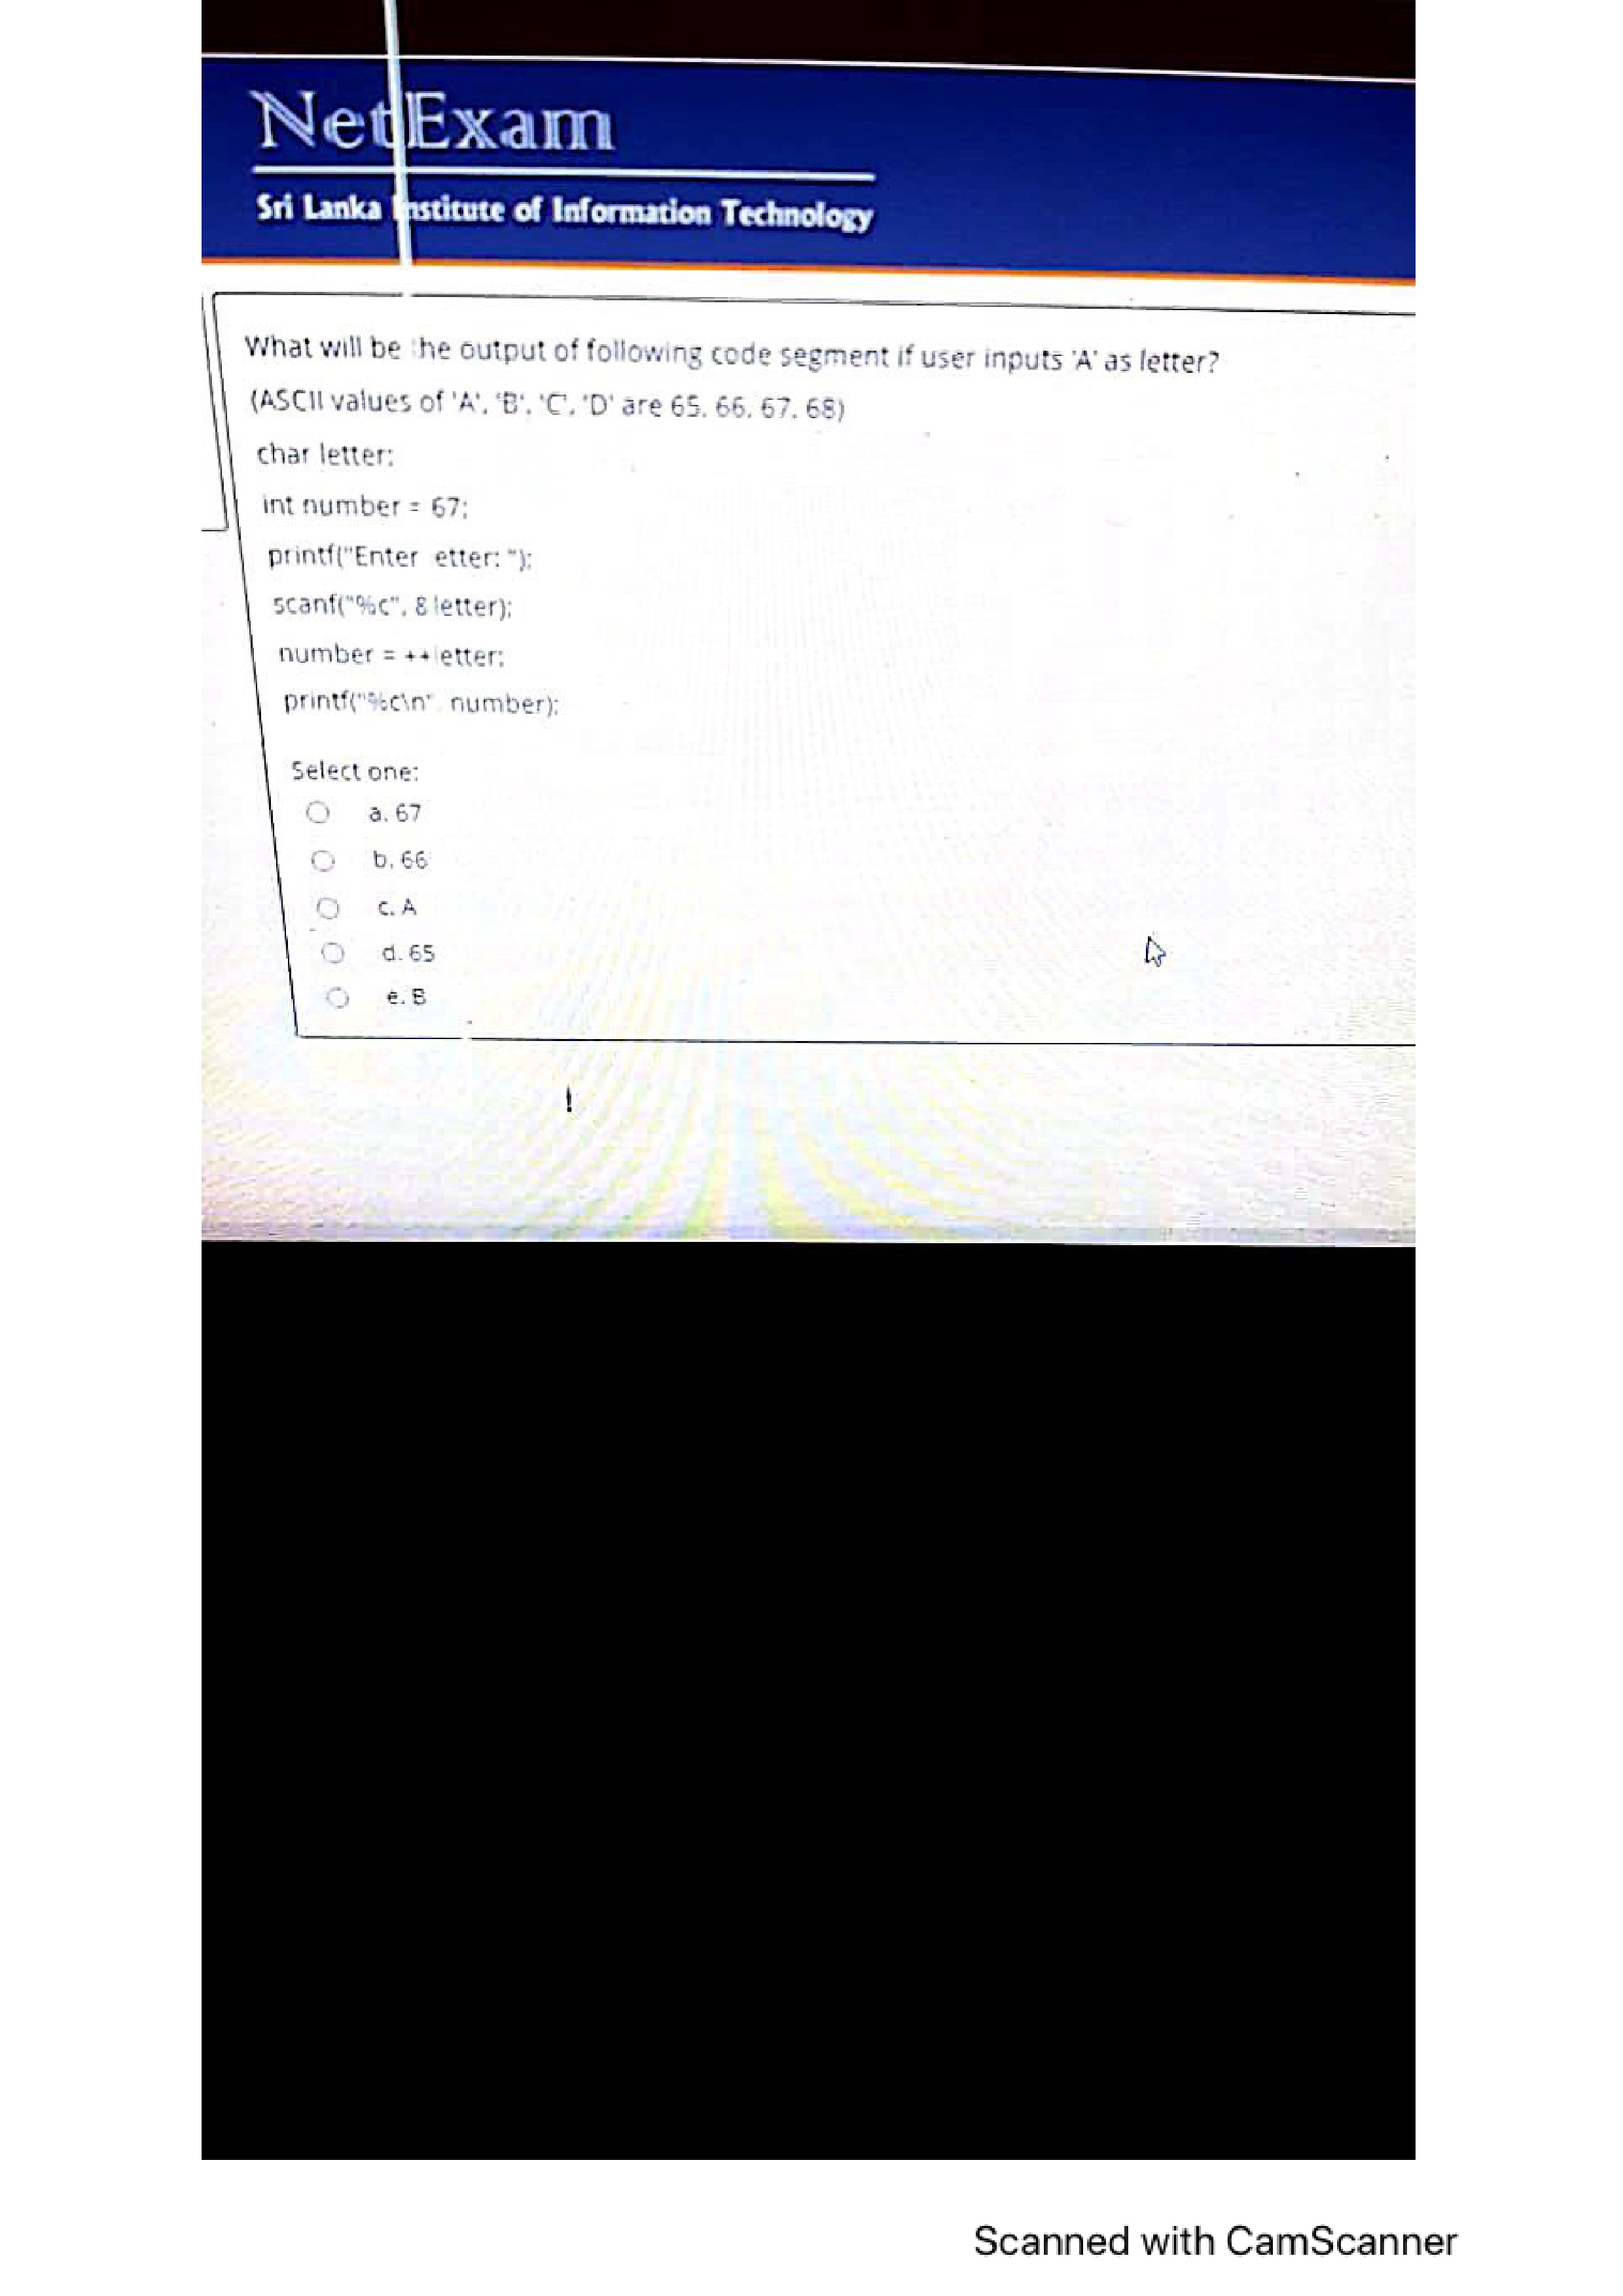 NetExam
Sri Lanka Institute of Information Technology
What will be the output of following code segment if user inputs 'A' as letter?
(ASCII values of 'A', 'B', 'C', 'D' are 65, 66, 67, 68)
char letter;
int number = 67;
printf("Enter letter: ");
scanf("%c", &letter);
number = ++letter;
printf("%c\n", number);
Select one:
a. 67
b. 66
c. A
d. 65
e. B
Scanned with CamScanner